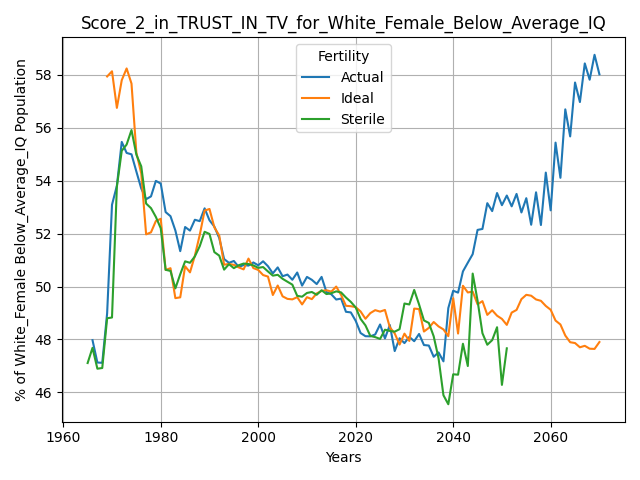 Score_2_in_TRUST_IN_TV_for_White_Female_Below_Average_IQ
Fertility
Actual
Ideal
Sterile
% of White_Female Below_Average_IQ Population
58
56
54
52
50
48
46
1960
1980
2000
2020
2040
2060
Years